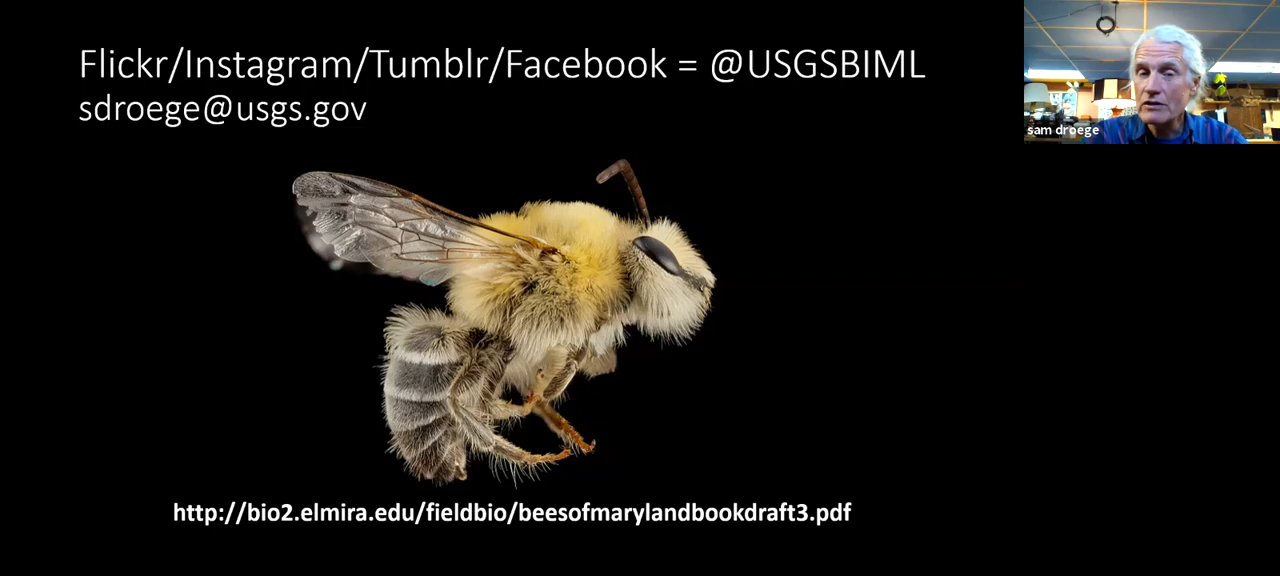 Flickr/Instagram/Tumblr/Facebook = @USGSBIML
sdroege@usgs.gov
sam droege
http://bio2.elmira.edu/fieldbio/beesofmarylandbookdraft3.pdf